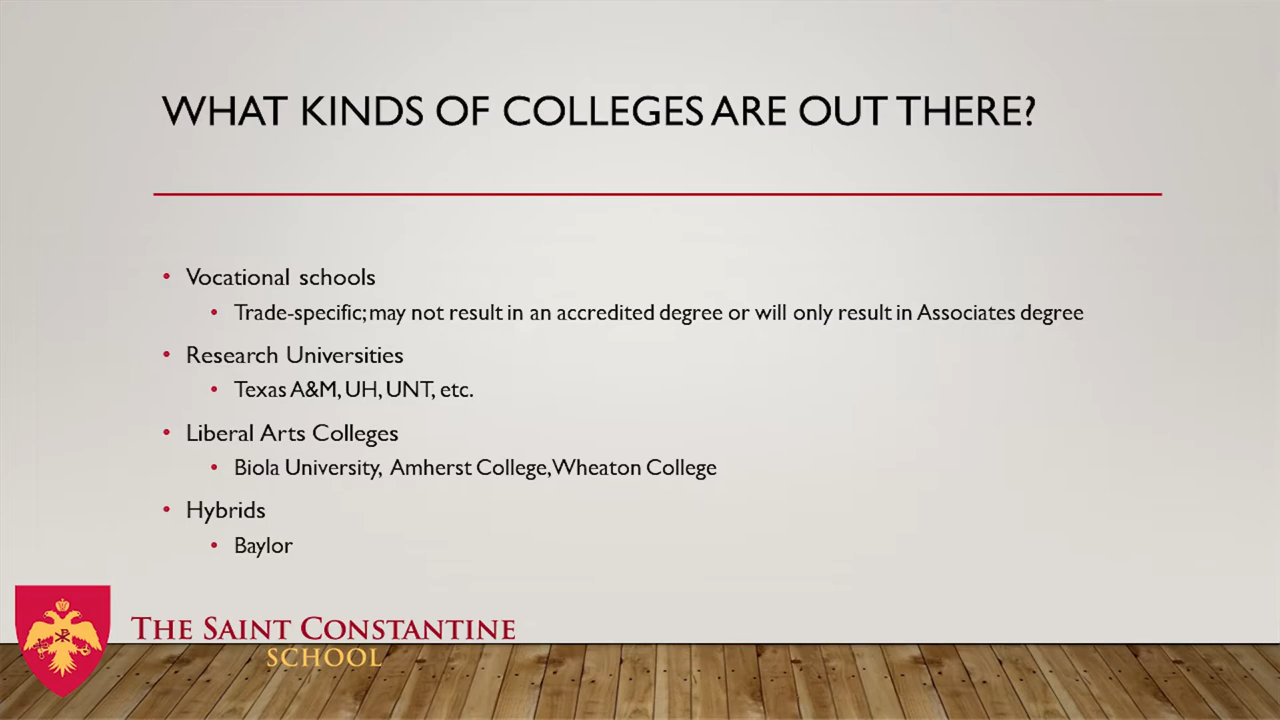 WHAT KINDS OF COLLEGES ARE OUT THERE?
• Vocational schools
• Trade-specific; may not result in an accredited degree or will only result in Associates degree
• Research Universities
• Texas A&M, UH, UNT, etc.
• Liberal Arts Colleges
• Biola University, Amherst College, Wheaton College
• Hybrids
• Baylor
THE SAINT CONSTANTINE
SCHOOL